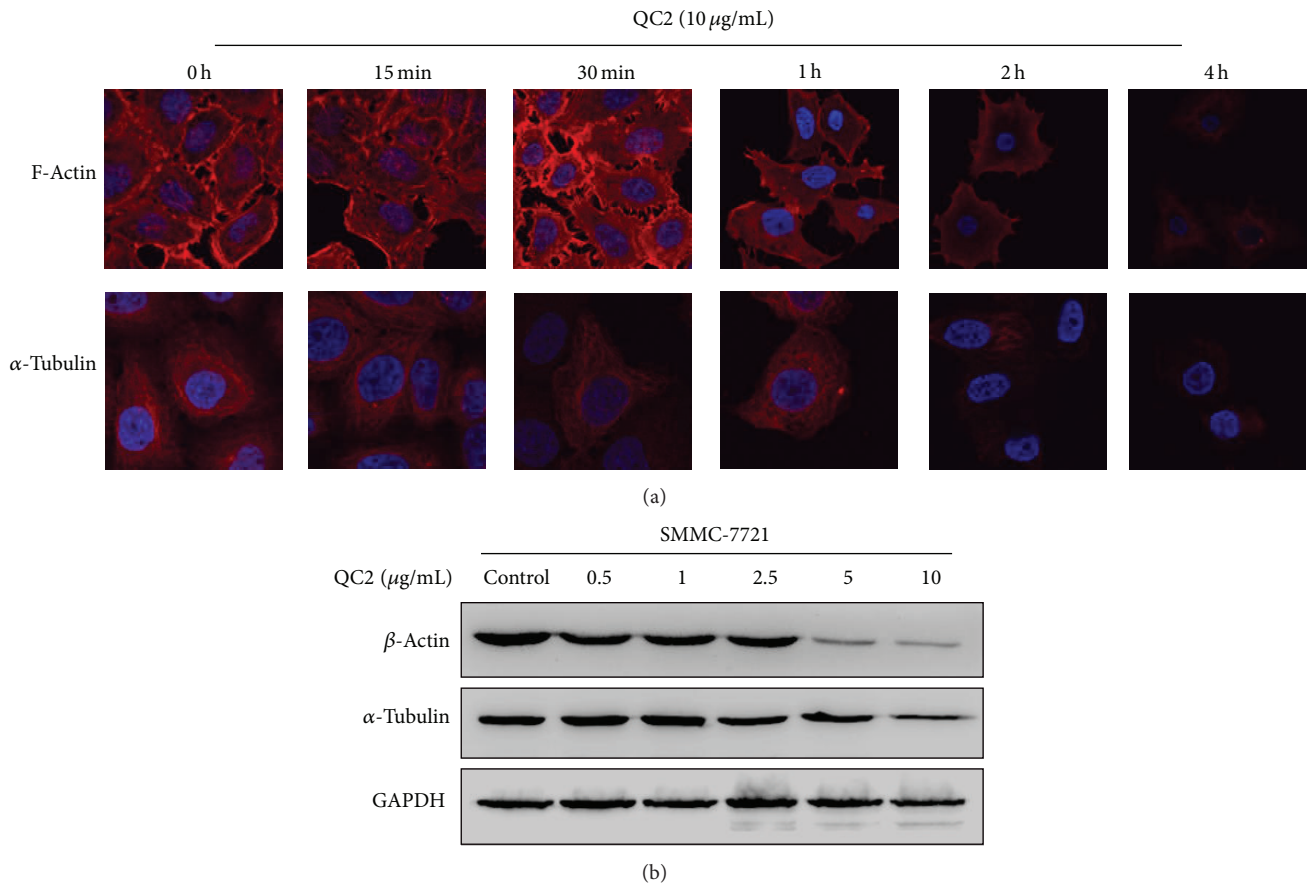 QC2 (10 μg/mL)
0 h 15 min 30 min 1 h 2 h 4 h
F-Actin
α-Tubulin
(a)
SMMC-7721
QC2 (μg/mL) Control 0.5 1 2.5 5 10
β-Actin
α-Tubulin
GAPDH
(b)